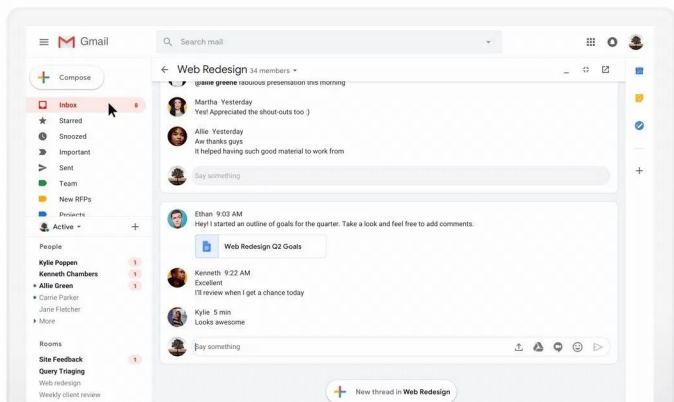 Gmail
Search mail
Compose
Inbox 8
Starred
Snoozed
Important
Sent
Team
New RFPs
Projects
Active
People
Kylie Poppen 1
Kenneth Chambers 1
Allie Green 1
Carrie Parker
Jane Fletcher
More
Rooms
Site Feedback 1
Query Triaging
Web redesign
Weekly client review
Web Redesign 34 members
@allie greene fabulous presentation this morning
Martha Yesterday
Yes! Appreciated the shout-outs too :)
Allie Yesterday
Aw thanks guys
It helped having such good material to work from
Say something
Ethan 9:03 AM
Hey! I started an outline of goals for the quarter. Take a look and feel free to add comments.
Web Redesign Q2 Goals
Kenneth 9:22 AM
Excellent
I'll review when I get a chance today
Kylie 5 min
Looks awesome
Say something
New thread in Web Redesign